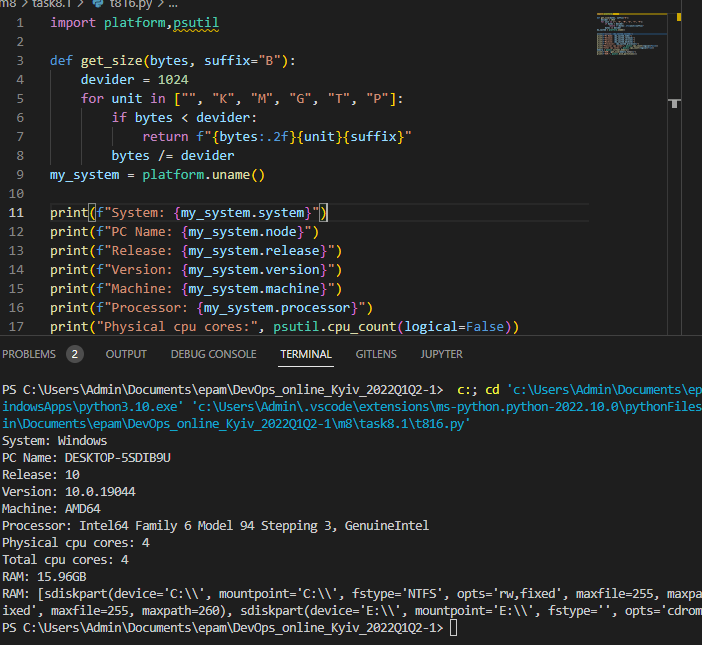 m8 > task8.1 > t816.py > ...
1 import platform,psutil
2
3 def get_size(bytes, suffix="B"):
4     devider = 1024
5     for unit in ["", "K", "M", "G", "T", "P"]:
6         if bytes < devider:
7             return f"{bytes:.2f}{unit}{suffix}"
8         bytes /= devider
9 my_system = platform.uname()
10
11 print(f"System: {my_system.system}")
12 print(f"PC Name: {my_system.node}")
13 print(f"Release: {my_system.release}")
14 print(f"Version: {my_system.version}")
15 print(f"Machine: {my_system.machine}")
16 print(f"Processor: {my_system.processor}")
17 print("Physical cpu cores:", psutil.cpu_count(logical=False))
PROBLEMS 2 OUTPUT DEBUG CONSOLE TERMINAL GITLENS JUPYTER
PS C:\Users\Admin\Documents\epam\DevOps_online_Kyiv_2022Q1Q2-1> c:; cd 'c:\Users\Admin\Documents\ep
indowsApps\python3.10.exe' 'c:\Users\Admin\.vscode\extensions\ms-python.python-2022.10.0\pythonFiles
in\Documents\epam\DevOps_online_Kyiv_2022Q1Q2-1\m8\task8.1\t816.py'
System: Windows
PC Name: DESKTOP-5SDIB9U
Release: 10
Version: 10.0.19044
Machine: AMD64
Processor: Intel64 Family 6 Model 94 Stepping 3, GenuineIntel
Physical cpu cores: 4
Total cpu cores: 4
RAM: 15.96GB
RAM: [sdiskpart(device='C:\\', mountpoint='C:\\', fstype='NTFS', opts='rw,fixed', maxfile=255, maxpa
ixed', maxfile=255, maxpath=260), sdiskpart(device='E:\\', mountpoint='E:\\', fstype='', opts='cdrom
PS C:\Users\Admin\Documents\epam\DevOps_online_Kyiv_2022Q1Q2-1>